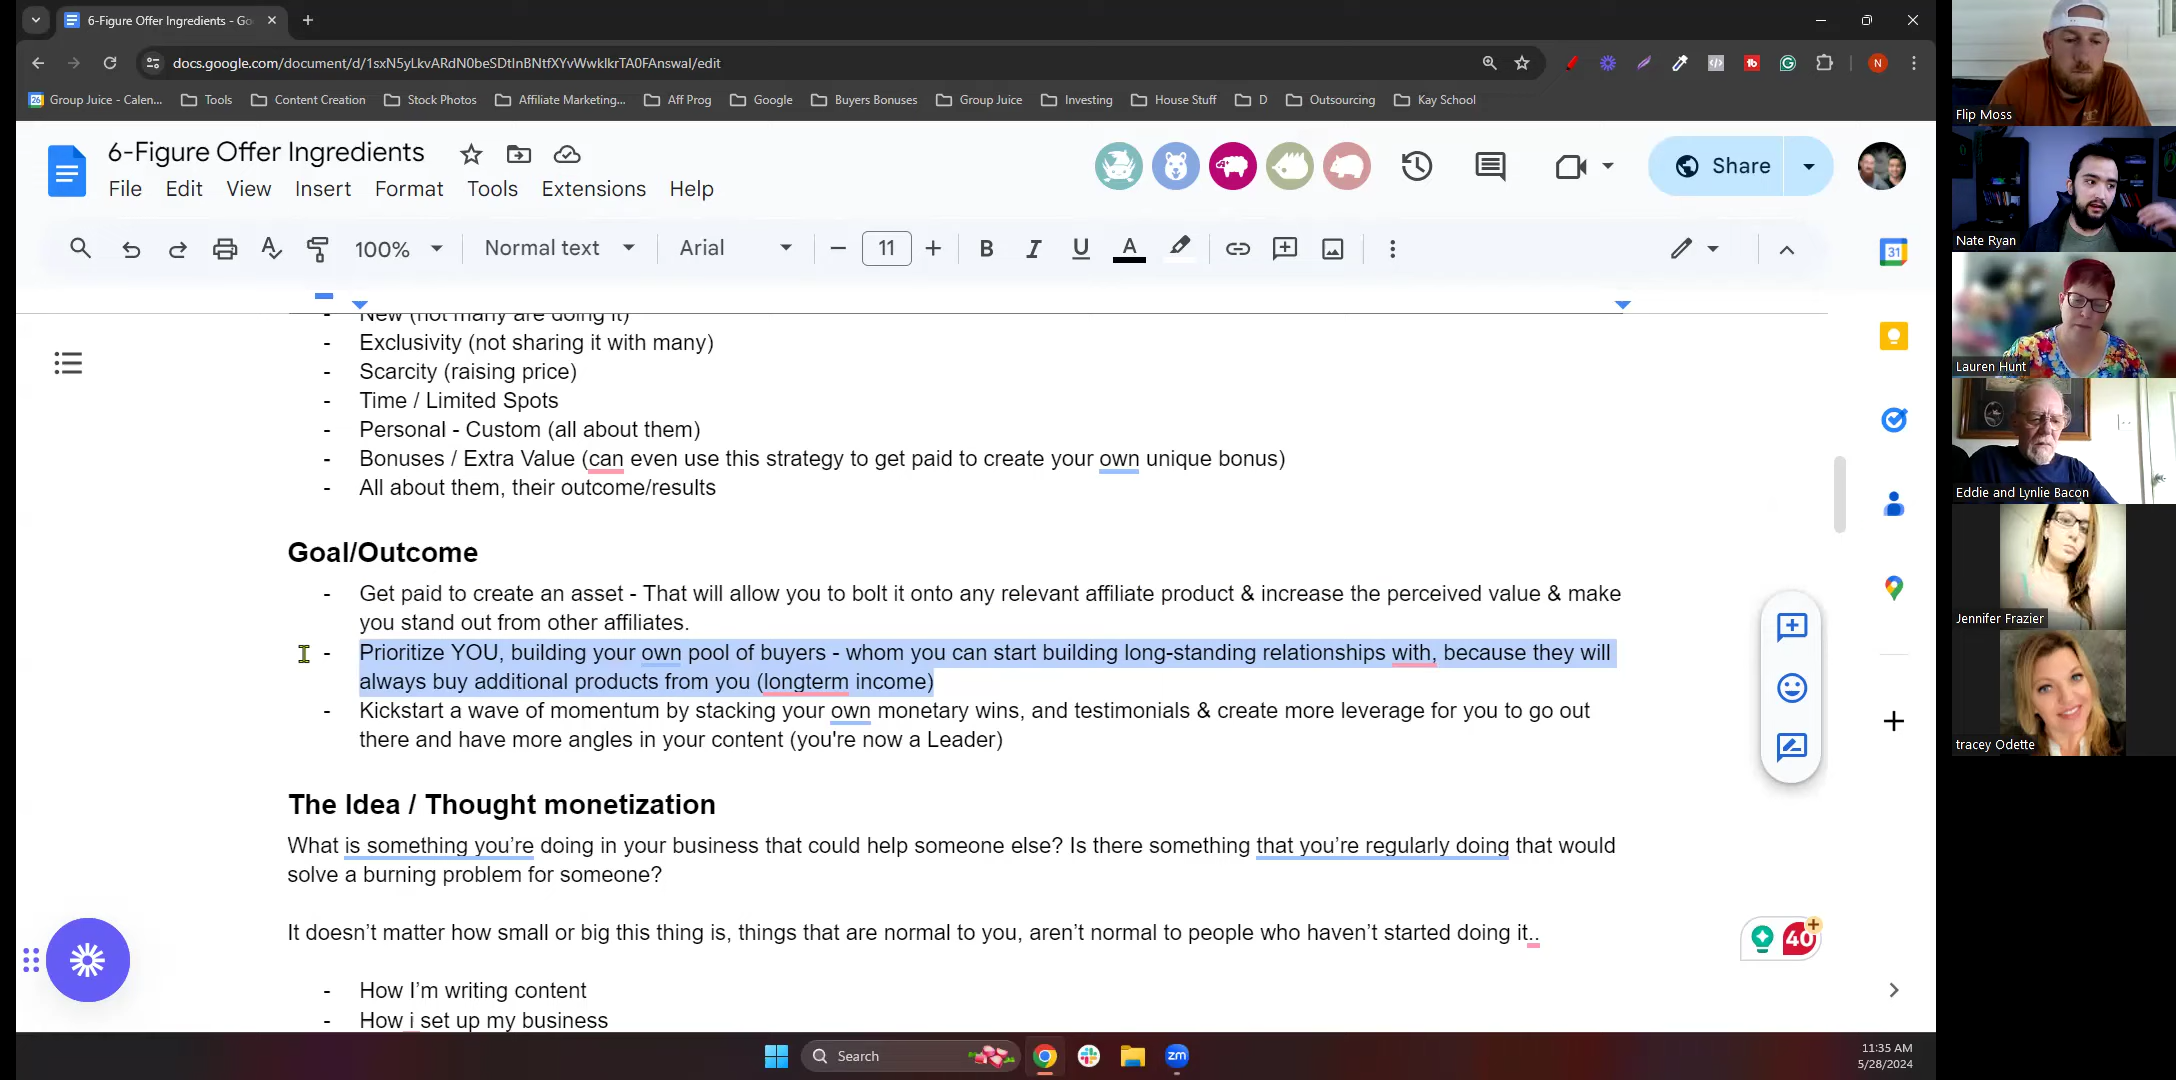 6-Figure Offer Ingredients - Go
docs.google.com/document/d/1sxN5yLkvARdN0beSDtInBNtfXYvWwklkrTA0FAnswaI/edit
N
26 Group Juice - Calen... Tools Content Creation Stock Photos Affiliate Marketing... Aff Prog Google Buyers Bonuses Group Juice Investing House Stuff D Outsourcing Kay School
6-Figure Offer Ingredients
File Edit View Insert Format Tools Extensions Help
Share
100% Normal text Arial 11 B I U A
31
- New (not many are doing it)
- Exclusivity (not sharing it with many)
- Scarcity (raising price)
- Time / Limited Spots
- Personal - Custom (all about them)
- Bonuses / Extra Value (can even use this strategy to get paid to create your own unique bonus)
- All about them, their outcome/results
Goal/Outcome
- Get paid to create an asset - That will allow you to bolt it onto any relevant affiliate product & increase the perceived value & make
you stand out from other affiliates.
- Prioritize YOU, building your own pool of buyers - whom you can start building long-standing relationships with, because they will
always buy additional products from you (longterm income)
- Kickstart a wave of momentum by stacking your own monetary wins, and testimonials & create more leverage for you to go out
there and have more angles in your content (you're now a Leader)
The Idea / Thought monetization
What is something you're doing in your business that could help someone else? Is there something that you're regularly doing that would
solve a burning problem for someone?
It doesn't matter how small or big this thing is, things that are normal to you, aren't normal to people who haven't started doing it..
- How I'm writing content
- How i set up my business
40
Search
zm
11:35 AM
5/28/2024
Flip Moss
Nate Ryan
Lauren Hunt
Eddie and Lynlie Bacon
Jennifer Frazier
tracey Odette